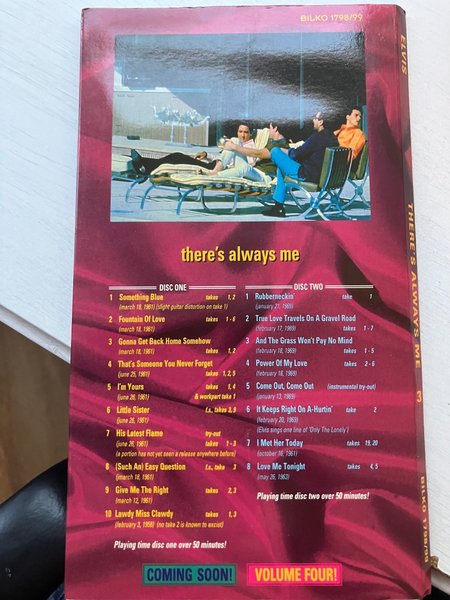 BILKO 1798/99
there's always me
DISC ONE
1 Something Blue takes 1, 2
(march 18, 1961) (slight guitar distortion on take 1)
2 Fountain Of Love takes 1 - 6
(march 18, 1961)
3 Gonna Get Back Home Somehow
(march 18, 1961) takes 1, 2
4 That's Someone You Never Forget
(june 25, 1961) takes 1, 2, 5
5 I'm Yours takes 1, 4
(june 26, 1961) & workpart take 1
6 Little Sister f.s., takes 3, 9
(june 26, 1961)
7 His Latest Flame try-out
(june 26, 1961) takes 1 - 3
(a portion has not yet seen a release anywhere before)
8 (Such An) Easy Question f.s., take 3
(march 18, 1961)
9 Give Me The Right takes 2, 3
(march 12, 1961)
10 Lawdy Miss Clawdy takes 1, 3
(february 3, 1956) (no take 2 is known to excist)
Playing time disc one over 50 minutes!
DISC TWO
1 Rubberneckin' take 1
(january 21, 1969)
2 True Love Travels On A Gravel Road
(february 17, 1969) takes 1 - 7
3 And The Grass Won't Pay No Mind
(february 18, 1969) takes 1 - 5
4 Power Of My Love takes 2 - 6
(february 18, 1969)
5 Come Out, Come Out (instrumental try-out)
(january 13, 1969)
6 It Keeps Right On A-Hurtin' take 2
(february 20, 1969)
(Elvis sings one line of 'Only The Lonely')
7 I Met Her Today takes 19, 20
(october 16, 1961)
8 Love Me Tonight takes 4, 5
(may 26, 1963)
Playing time disc two over 50 minutes!
COMING SOON! VOLUME FOUR!
ELVIS THERE'S ALWAYS ME 3 BILKO 1798/99